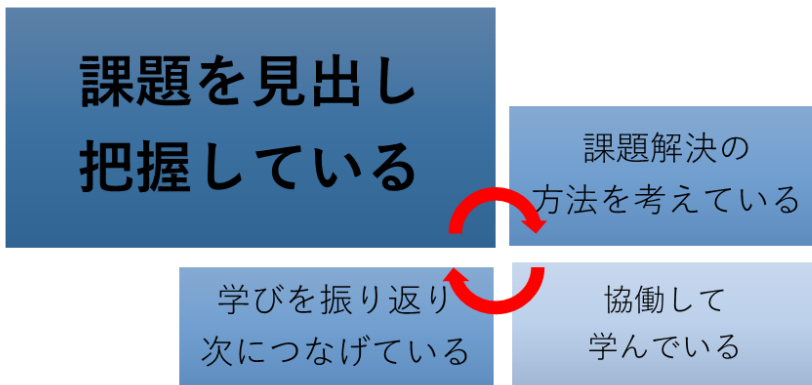 課題を見出し
把握している
課題解決の
方法を考えている
学びを振り返り
次につなげている
協働して
学んでいる